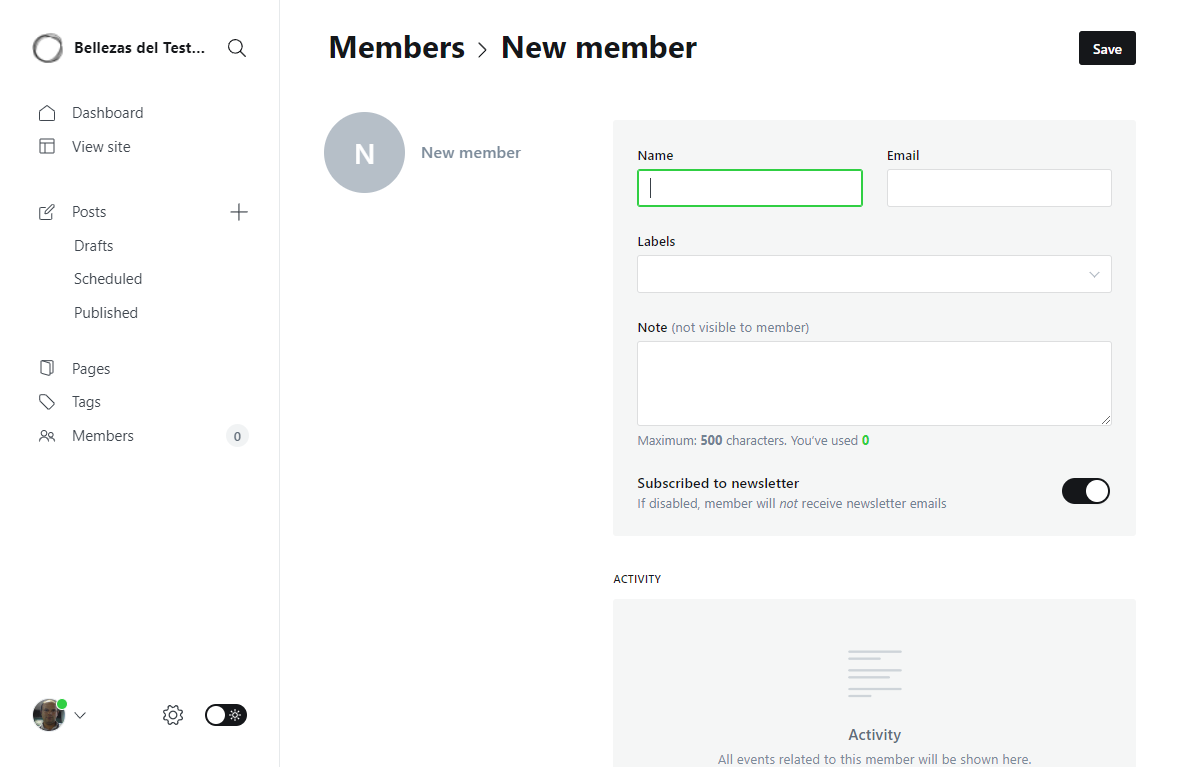 Bellezas del Test...
Dashboard
View site
Posts
Drafts
Scheduled
Published
Pages
Tags
Members 0
Members > New member
Save
N
New member
Name
Email
Labels
Note (not visible to member)
Maximum: 500 characters. You've used 0
Subscribed to newsletter
If disabled, member will not receive newsletter emails
ACTIVITY
Activity
All events related to this member will be shown here.